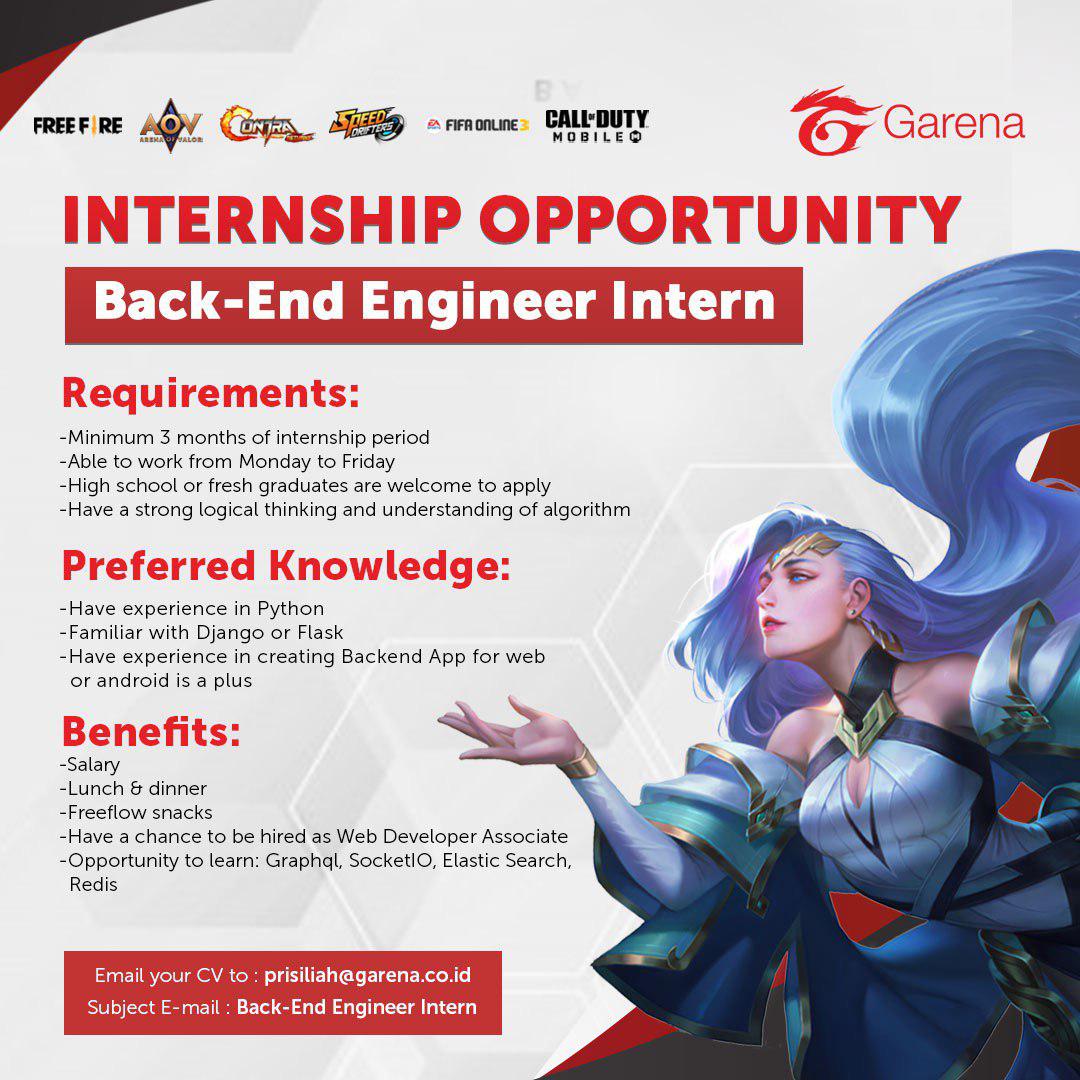 FREE FIRE
AOV
ARENA OF VALOR
CONTRA
SPEED
DRIFTERS
EA SPORTS FIFA ONLINE 3
CALL OF DUTY
MOBILE
Garena
INTERNSHIP OPPORTUNITY
Back-End Engineer Intern
Requirements:
-Minimum 3 months of internship period
-Able to work from Monday to Friday
-High school or fresh graduates are welcome to apply
-Have a strong logical thinking and understanding of algorithm
Preferred Knowledge:
-Have experience in Python
-Familiar with Django or Flask
-Have experience in creating Backend App for web
or android is a plus
Benefits:
-Salary
-Lunch & dinner
-Freeflow snacks
-Have a chance to be hired as Web Developer Associate
-Opportunity to learn: Graphql, SocketIO, Elastic Search,
Redis
Email your CV to : prisiliah@garena.co.id
Subject E-mail : Back-End Engineer Intern